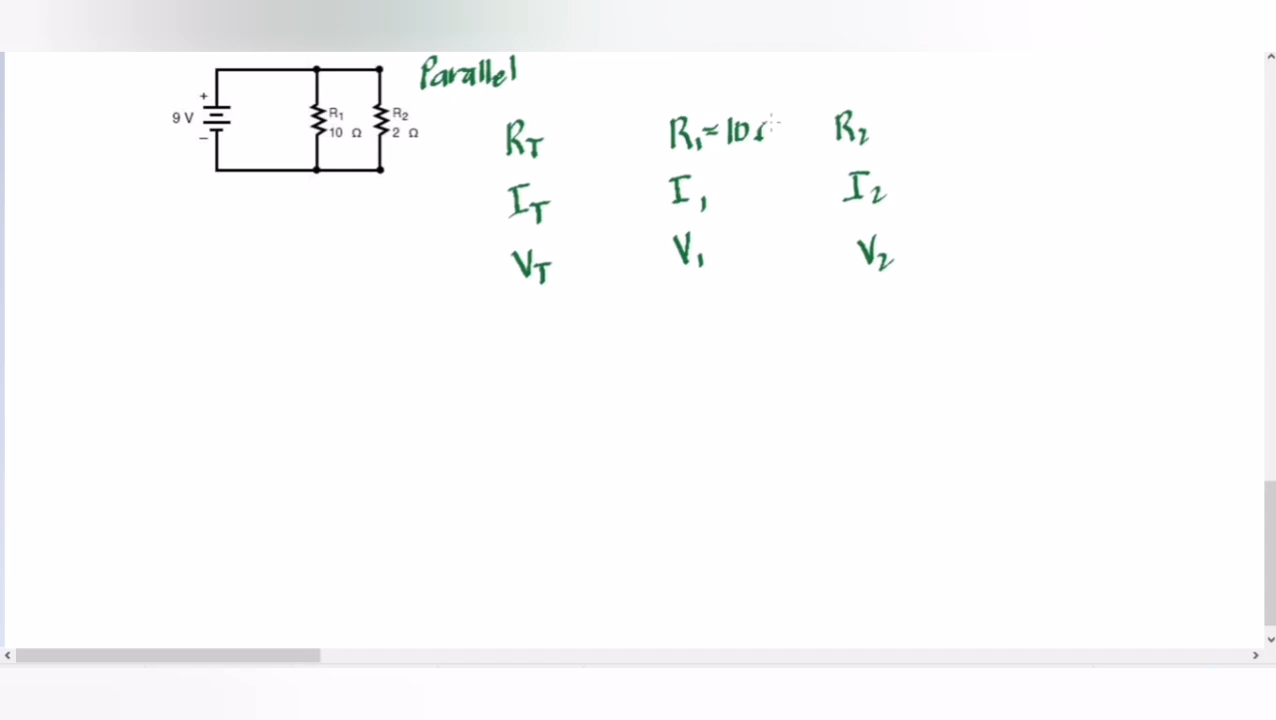 Parallel
+
9 V
−
R1
10 Ω
R2
2 Ω
RT R1=10 R2
IT I1 I2
VT V1 V2